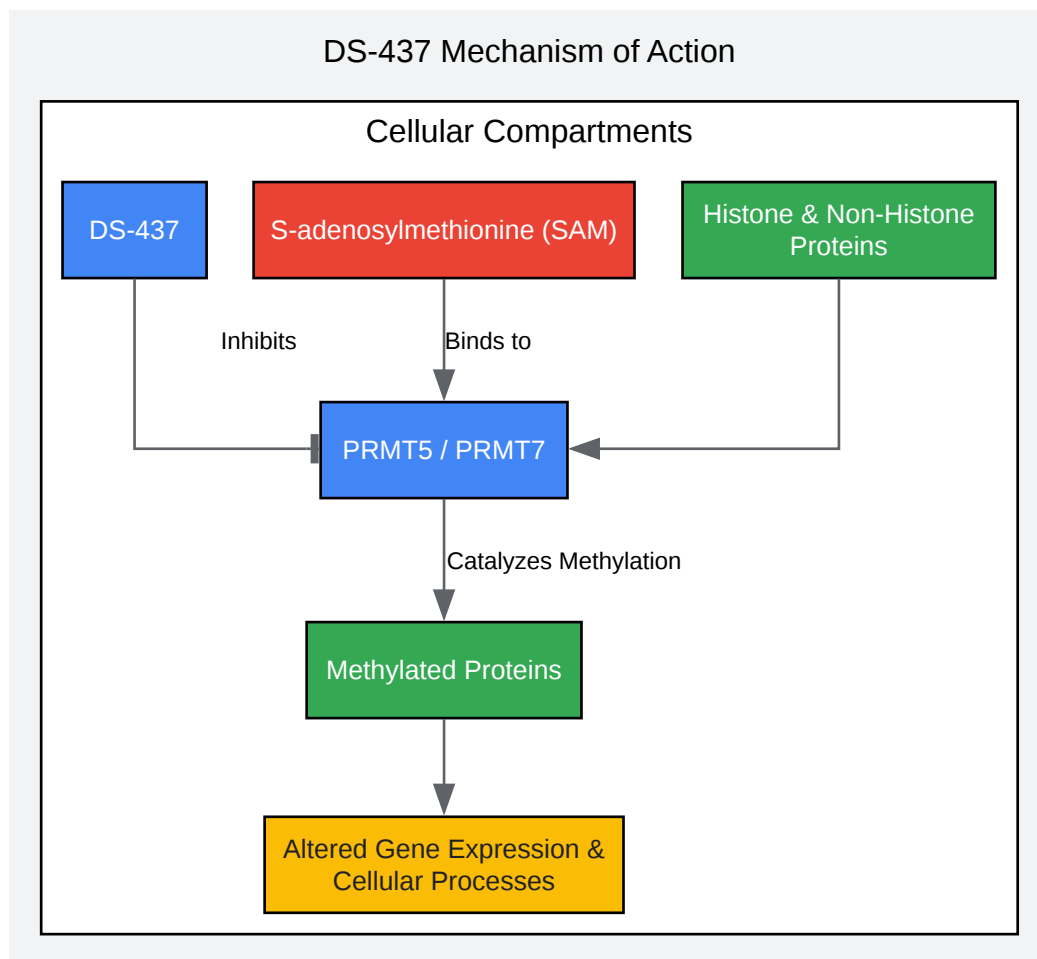 DS-437 Mechanism of Action
Cellular Compartments
DS-437
S-adenosylmethionine (SAM)
Histone & Non-Histone
Proteins
Inhibits
Binds to
PRMT5 / PRMT7
Catalyzes Methylation
Methylated Proteins
Altered Gene Expression &
Cellular Processes